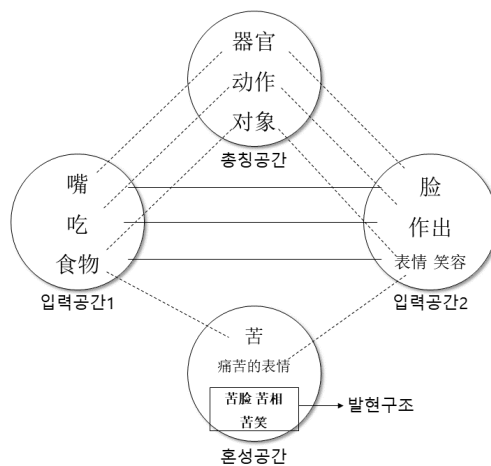 器官
动作
对象
총칭공간
嘴
吃
食物
입력공간1
脸
作出
表情 笑容
입력공간2
苦
痛苦的表情
苦脸 苦相
苦笑
발현구조
혼성공간